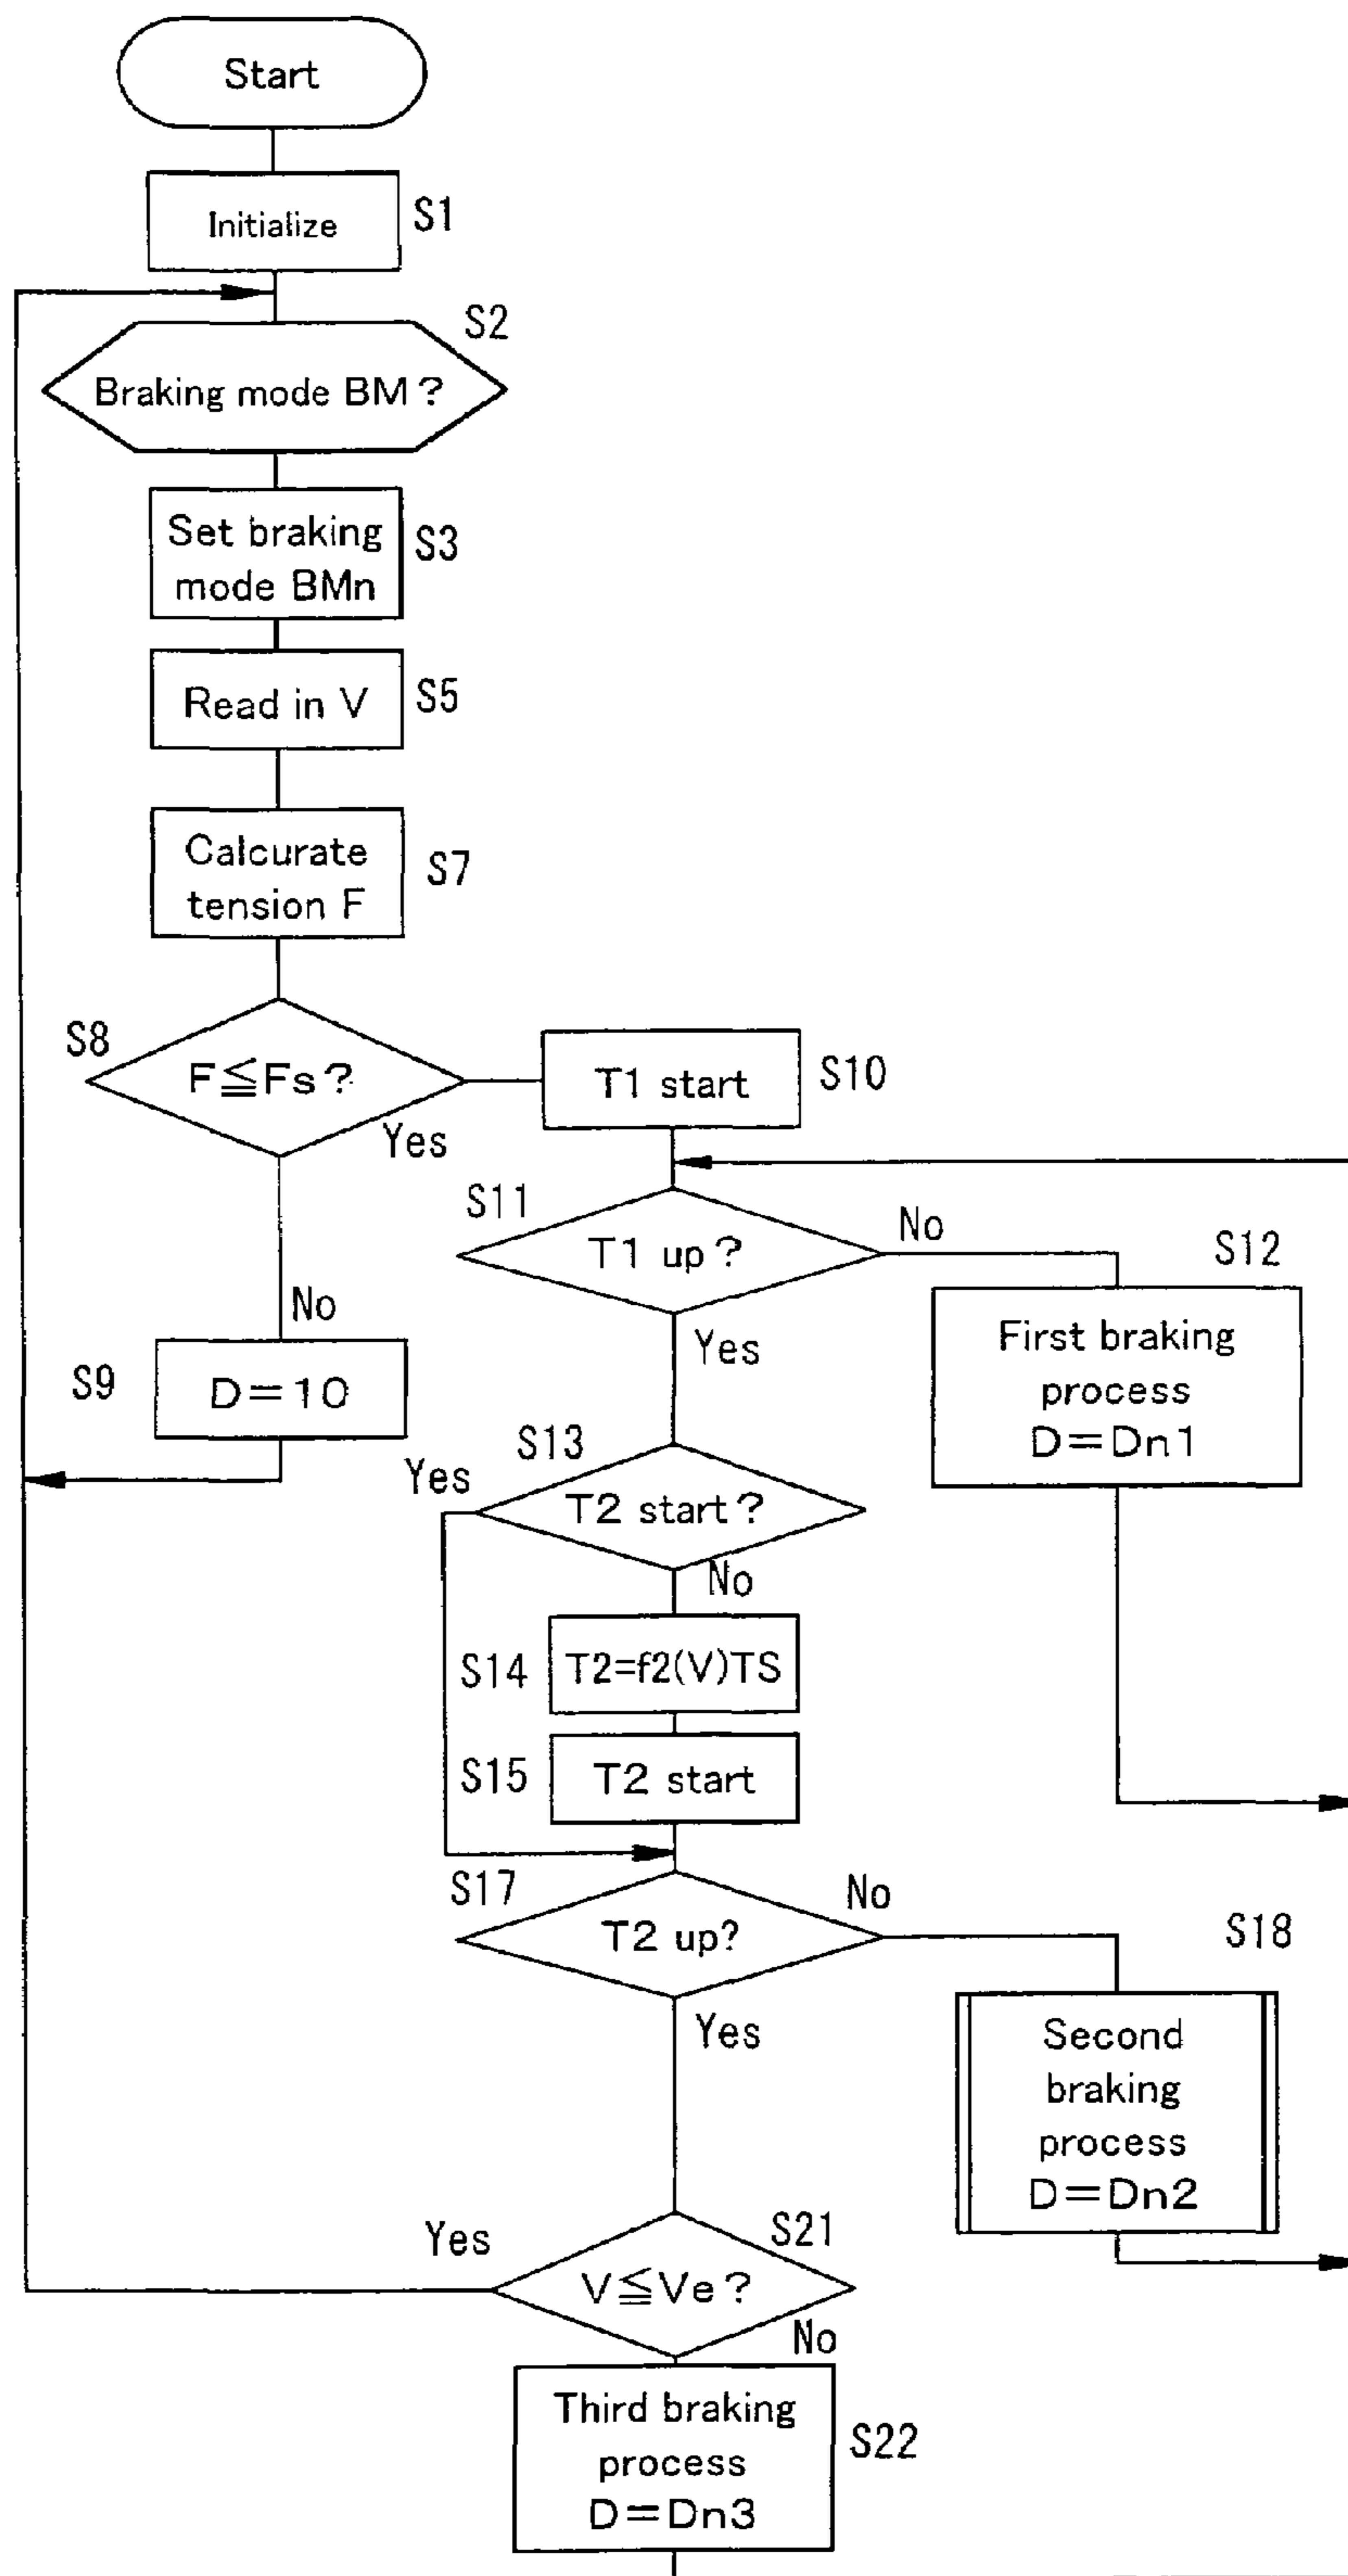 Start
Initialize
S1
S2
Braking mode BM?
Set braking
mode BMn
S3
Read in V
S5
Calcurate
tension F
S7
S8
F≦Fs?
Yes
T1 start
S10
S11
T1 up?
No
S12
First braking
process
D=Dn1
No
Yes
S9
D=10
S13
Yes
T2 start?
No
S14
T2=f2(V)TS
S15
T2 start
S17
T2 up?
No
S18
Yes
Second
braking
process
D=Dn2
Yes
S21
V≦Ve?
No
Third braking
process
D=Dn3
S22